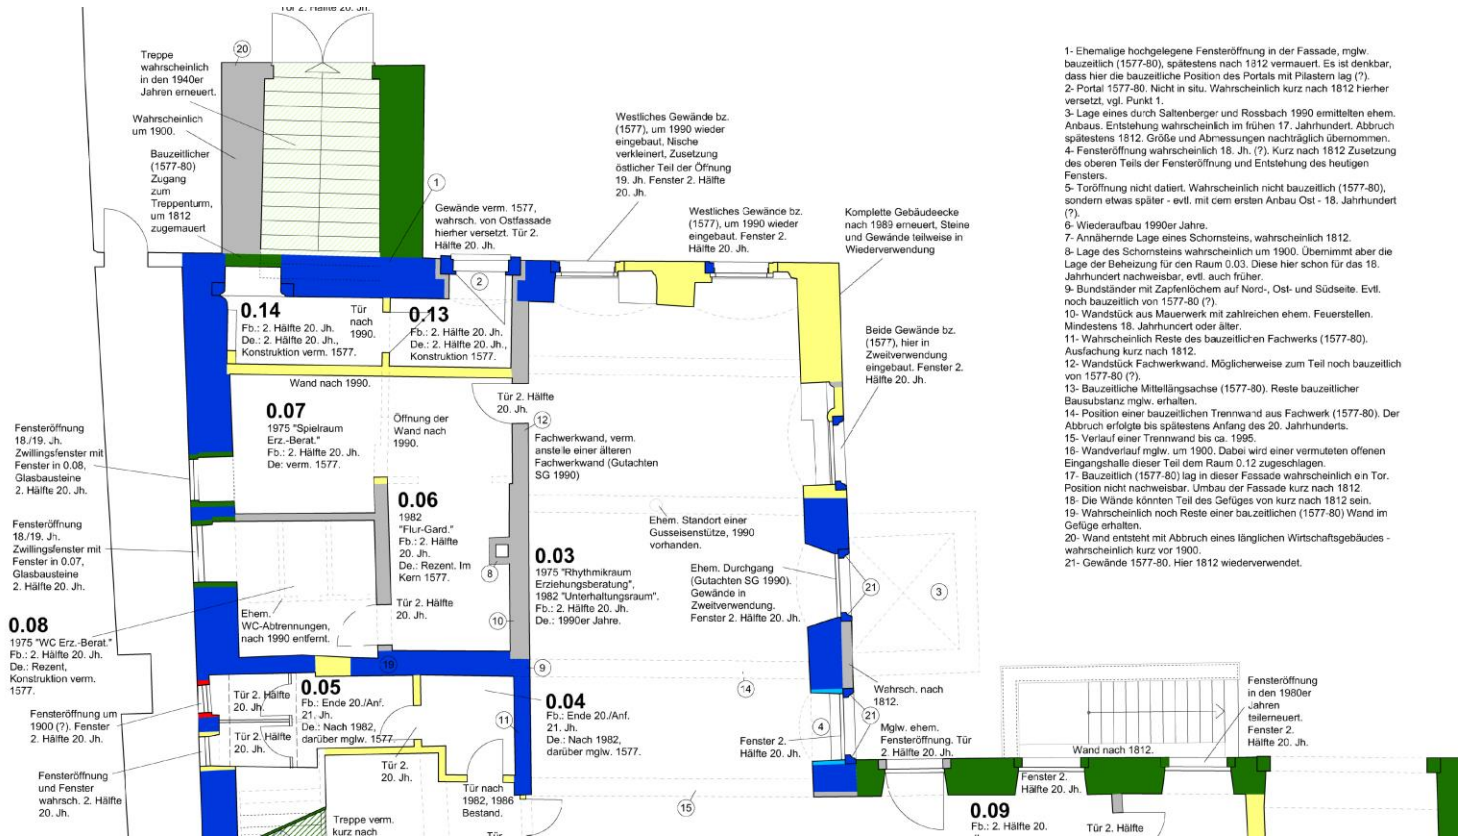 Tür 2. Hälfte 20. Jh.
20
Treppe
wahrscheinlich
in den 1940er
Jahren erneuert.
Wahrscheinlich
um 1900.
Bauzeitlicher
(1577-80)
Zugang
zum
Treppenturm,
um 1812
zugemauert
1
Gewände verm. 1577,
wahrsch. von Ostfassade
hierher versetzt. Tür 2.
Hälfte 20. Jh.
2
Westliches Gewände bz.
(1577), um 1990 wieder
eingebaut. Nische
verkleinert, Zusetzung
östlicher Teil der Öffnung
19. Jh. Fenster 2. Hälfte
20. Jh.
Westliches Gewände bz.
(1577), um 1990 wieder
eingebaut. Fenster 2.
Hälfte 20. Jh.
Komplette Gebäudeecke
nach 1989 erneuert, Steine
und Gewände teilweise in
Wiederverwendung
0.14
Fb.: 2. Hälfte 20. Jh.
De.: 2. Hälfte 20. Jh.,
Konstruktion verm. 1577.
Tür
nach
1990.
0.13
Fb.: 2. Hälfte 20. Jh.
De.: 2. Hälfte 20. Jh.,
Konstruktion 1577.
Wand nach 1990.
Tür 2. Hälfte
20. Jh.
12
Beide Gewände bz.
(1577), hier in
Zweitverwendung
eingebaut. Fenster 2.
Hälfte 20. Jh.
0.07
1975 "Spielraum
Erz.-Berat."
Fb.: 2. Hälfte 20. Jh.
De: verm. 1577.
Öffnung der
Wand nach
1990.
Fachwerkwand, verm.
anstelle einer älteren
Fachwerkwand (Gutachten
SG 1990)
Fensteröffnung
18./19. Jh.
Zwillingsfenster mit
Fenster in 0.08,
Glasbausteine
2. Hälfte 20. Jh.
0.06
1982
"Flur-Gard."
Fb.: 2. Hälfte
20. Jh.
De.: Rezent. Im
Kern 1577.
Ehem. Standort einer
Gusseisenstütze, 1990
vorhanden.
Fensteröffnung
18./19. Jh.
Zwillingsfenster mit
Fenster in 0.07,
Glasbausteine
2. Hälfte 20. Jh.
8
0.03
1975 "Rhythmikraum
Erziehungsberatung",
1982 "Unterhaltungsraum".
Fb.: 2. Hälfte 20. Jh.
De.: 1990er Jahre.
Ehem. Durchgang
(Gutachten SG 1990).
Gewände in
Zweitverwendung.
Fenster 2. Hälfte 20. Jh.
21
3
Tür 2. Hälfte
20. Jh.
10
Ehem.
WC-Abtrennungen,
nach 1990 entfernt.
0.08
1975 "WC Erz.-Berat."
Fb.: 2. Hälfte 20. Jh.
De.: Rezent,
Konstruktion verm.
1577.
19
9
14
Fensteröffnung um
1900 (?). Fenster
2. Hälfte 20. Jh.
Tür 2. Hälfte
20. Jh.
0.05
Fb.: Ende 20./Anf.
21. Jh.
De.: Nach 1982,
darüber mglw. 1577.
Tür 2. Hälfte
20. Jh.
11
0.04
Fb.: Ende 20./Anf.
21. Jh.
De.: Nach 1982,
darüber mglw. 1577.
Wahrsch. nach
1812.
21
4
Fenster 2.
Hälfte 20. Jh.
Mglw. ehem.
Fensteröffnung. Tür
2. Hälfte 20. Jh.
Fensteröffnung
in den 1980er
Jahren
teilerneuert.
Fenster 2.
Hälfte 20. Jh.
Wand nach 1812.
Fensteröffnung
und Fenster
wahrsch. 2. Hälfte
20. Jh.
Tür 2.
20. Jh.
Tür nach
1982, 1986
Bestand.
Treppe verm.
kurz nach
Tür
15
Fenster 2.
Hälfte 20. Jh.
0.09
Fb.: 2. Hälfte 20.
Tür 2. Hälfte
1- Ehemalige hochgelegene Fensteröffnung in der Fassade, mglw.
bauzeitlich (1577-80), spätestens nach 1812 vermauert. Es ist denkbar,
dass hier die bauzeitliche Position des Portals mit Pilastern lag (?).
2- Portal 1577-80. Nicht in situ. Wahrscheinlich kurz nach 1812 hierher
versetzt, vgl. Punkt 1.
3- Lage eines durch Saltenberger und Rossbach 1990 ermittelten ehem.
Anbaus. Entstehung wahrscheinlich im frühen 17. Jahrhundert. Abbruch
spätestens 1812. Größe und Abmessungen nachträglich übernommen.
4- Fensteröffnung wahrscheinlich 18. Jh. (?). Kurz nach 1812 Zusetzung
des oberen Teils der Fensteröffnung und Entstehung des heutigen
Fensters.
5- Toröffnung nicht datiert. Wahrscheinlich nicht bauzeitlich (1577-80),
sondern etwas später - evtl. mit dem ersten Anbau Ost - 18. Jahrhundert
(?).
6- Wiederaufbau 1990er Jahre.
7- Annähernde Lage eines Schornsteins, wahrscheinlich 1812.
8- Lage des Schornsteins wahrscheinlich um 1900. Übernimmt aber die
Lage der Beheizung für den Raum 0.03. Diese hier schon für das 18.
Jahrhundert nachweisbar, evtl. auch früher.
9- Bundständer mit Zapfenlöchern auf Nord-, Ost- und Südseite. Evtl.
noch bauzeitlich von 1577-80 (?).
10- Wandstück aus Mauerwerk mit zahlreichen ehem. Feuerstellen.
Mindestens 18. Jahrhundert oder älter.
11- Wahrscheinlich Reste des bauzeitlichen Fachwerks (1577-80).
Ausfachung kurz nach 1812.
12- Wandstück Fachwerkwand. Möglicherweise zum Teil noch bauzeitlich
von 1577-80 (?).
13- Bauzeitliche Mittellängsachse (1577-80). Reste bauzeitlicher
Bausubstanz mglw. erhalten.
14- Position einer bauzeitlichen Trennwand aus Fachwerk (1577-80). Der
Abbruch erfolgte bis spätestens Anfang des 20. Jahrhunderts.
15- Verlauf einer Trennwand bis ca. 1995.
16- Wandverlauf mglw. um 1900. Dabei wird einer vermuteten offenen
Eingangshalle dieser Teil dem Raum 0.12 zugeschlagen.
17- Bauzeitlich (1577-80) lag in dieser Fassade wahrscheinlich ein Tor.
Position nicht nachweisbar. Umbau der Fassade kurz nach 1812.
18- Die Wände könnten Teil des Gefüges von kurz nach 1812 sein.
19- Wahrscheinlich noch Reste einer bauzeitlichen (1577-80) Wand im
Gefüge erhalten.
20- Wand entsteht mit Abbruch eines länglichen Wirtschaftsgebäudes -
wahrscheinlich kurz vor 1900.
21- Gewände 1577-80. Hier 1812 wiederverwendet.